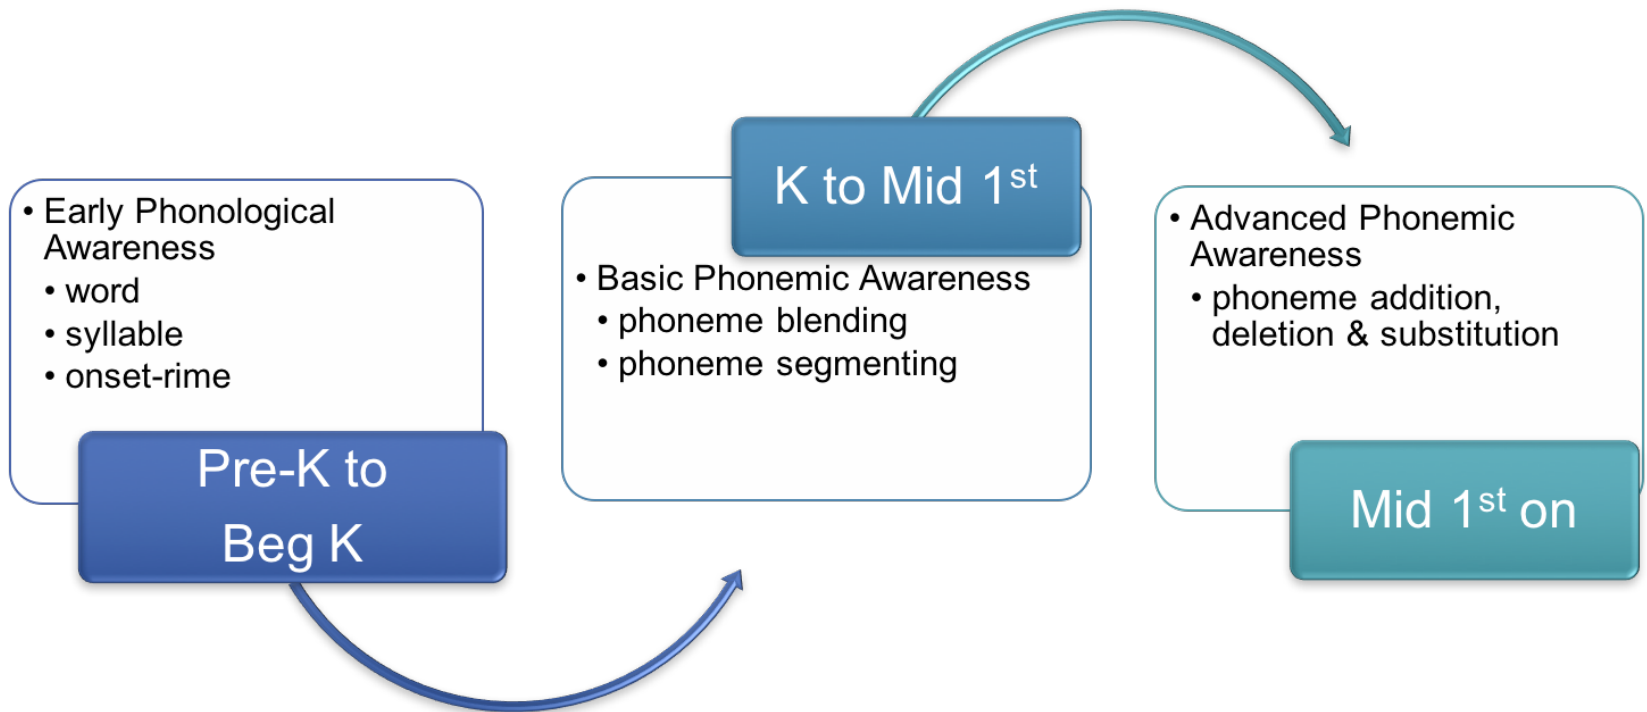 • Early Phonological
Awareness
• word
• syllable
• onset-rime
Pre-K to
Beg K
K to Mid 1st
• Basic Phonemic Awareness
• phoneme blending
• phoneme segmenting
• Advanced Phonemic
Awareness
• phoneme addition,
deletion & substitution
Mid 1st on